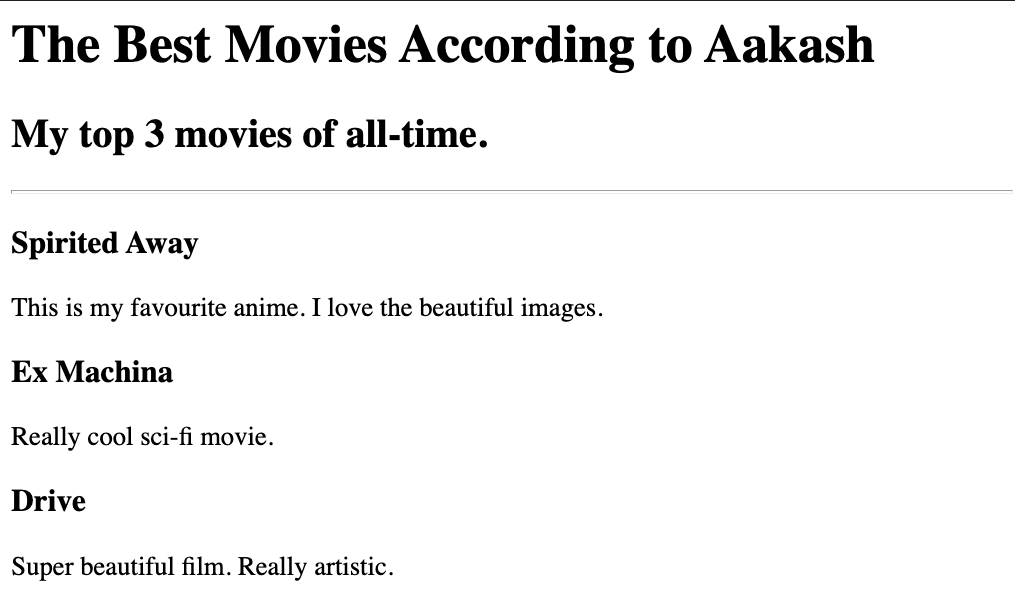 The Best Movies According to Aakash
My top 3 movies of all-time.
Spirited Away
This is my favourite anime. I love the beautiful images.
Ex Machina
Really cool sci-fi movie.
Drive
Super beautiful film. Really artistic.